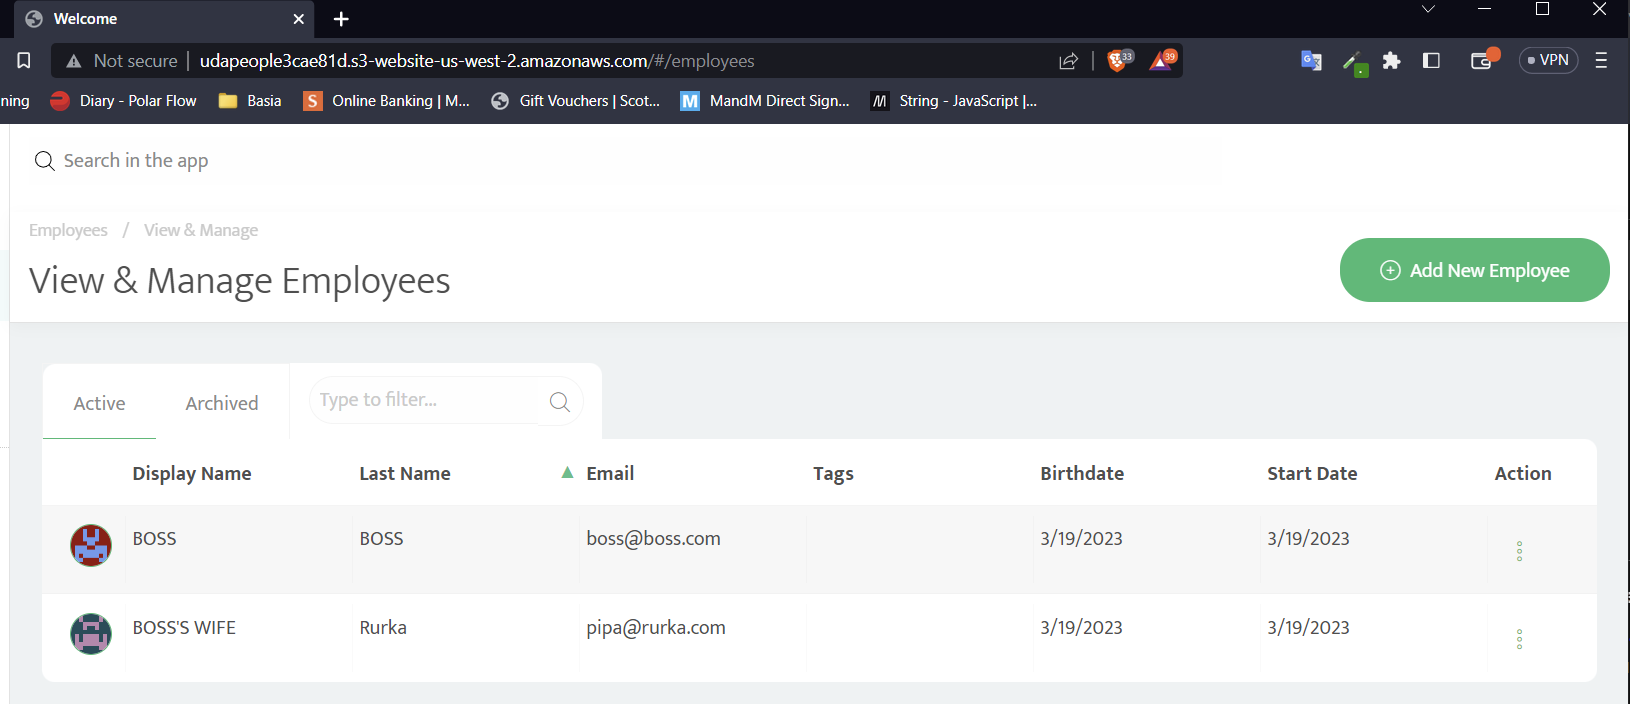 Welcome
Not secure udapeople3cae81d.s3-website-us-west-2.amazonaws.com/#/employees 33 39 VPN
ning Diary - Polar Flow Basia S Online Banking | M... Gift Vouchers | Scot... M MandM Direct Sign... M String - JavaScript |...
Search in the app
Employees / View & Manage
View & Manage Employees
Add New Employee
Active Archived Type to filter...
Display Name Last Name Email Tags Birthdate Start Date Action
BOSS BOSS boss@boss.com 3/19/2023 3/19/2023
BOSS'S WIFE Rurka pipa@rurka.com 3/19/2023 3/19/2023